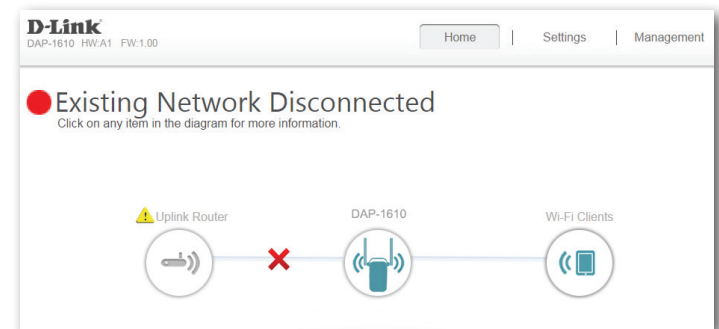 D-Link
DAP-1610 HW:A1 FW:1.00
Home | Settings | Management
Existing Network Disconnected
Click on any item in the diagram for more information.
Uplink Router
DAP-1610
Wi-Fi Clients